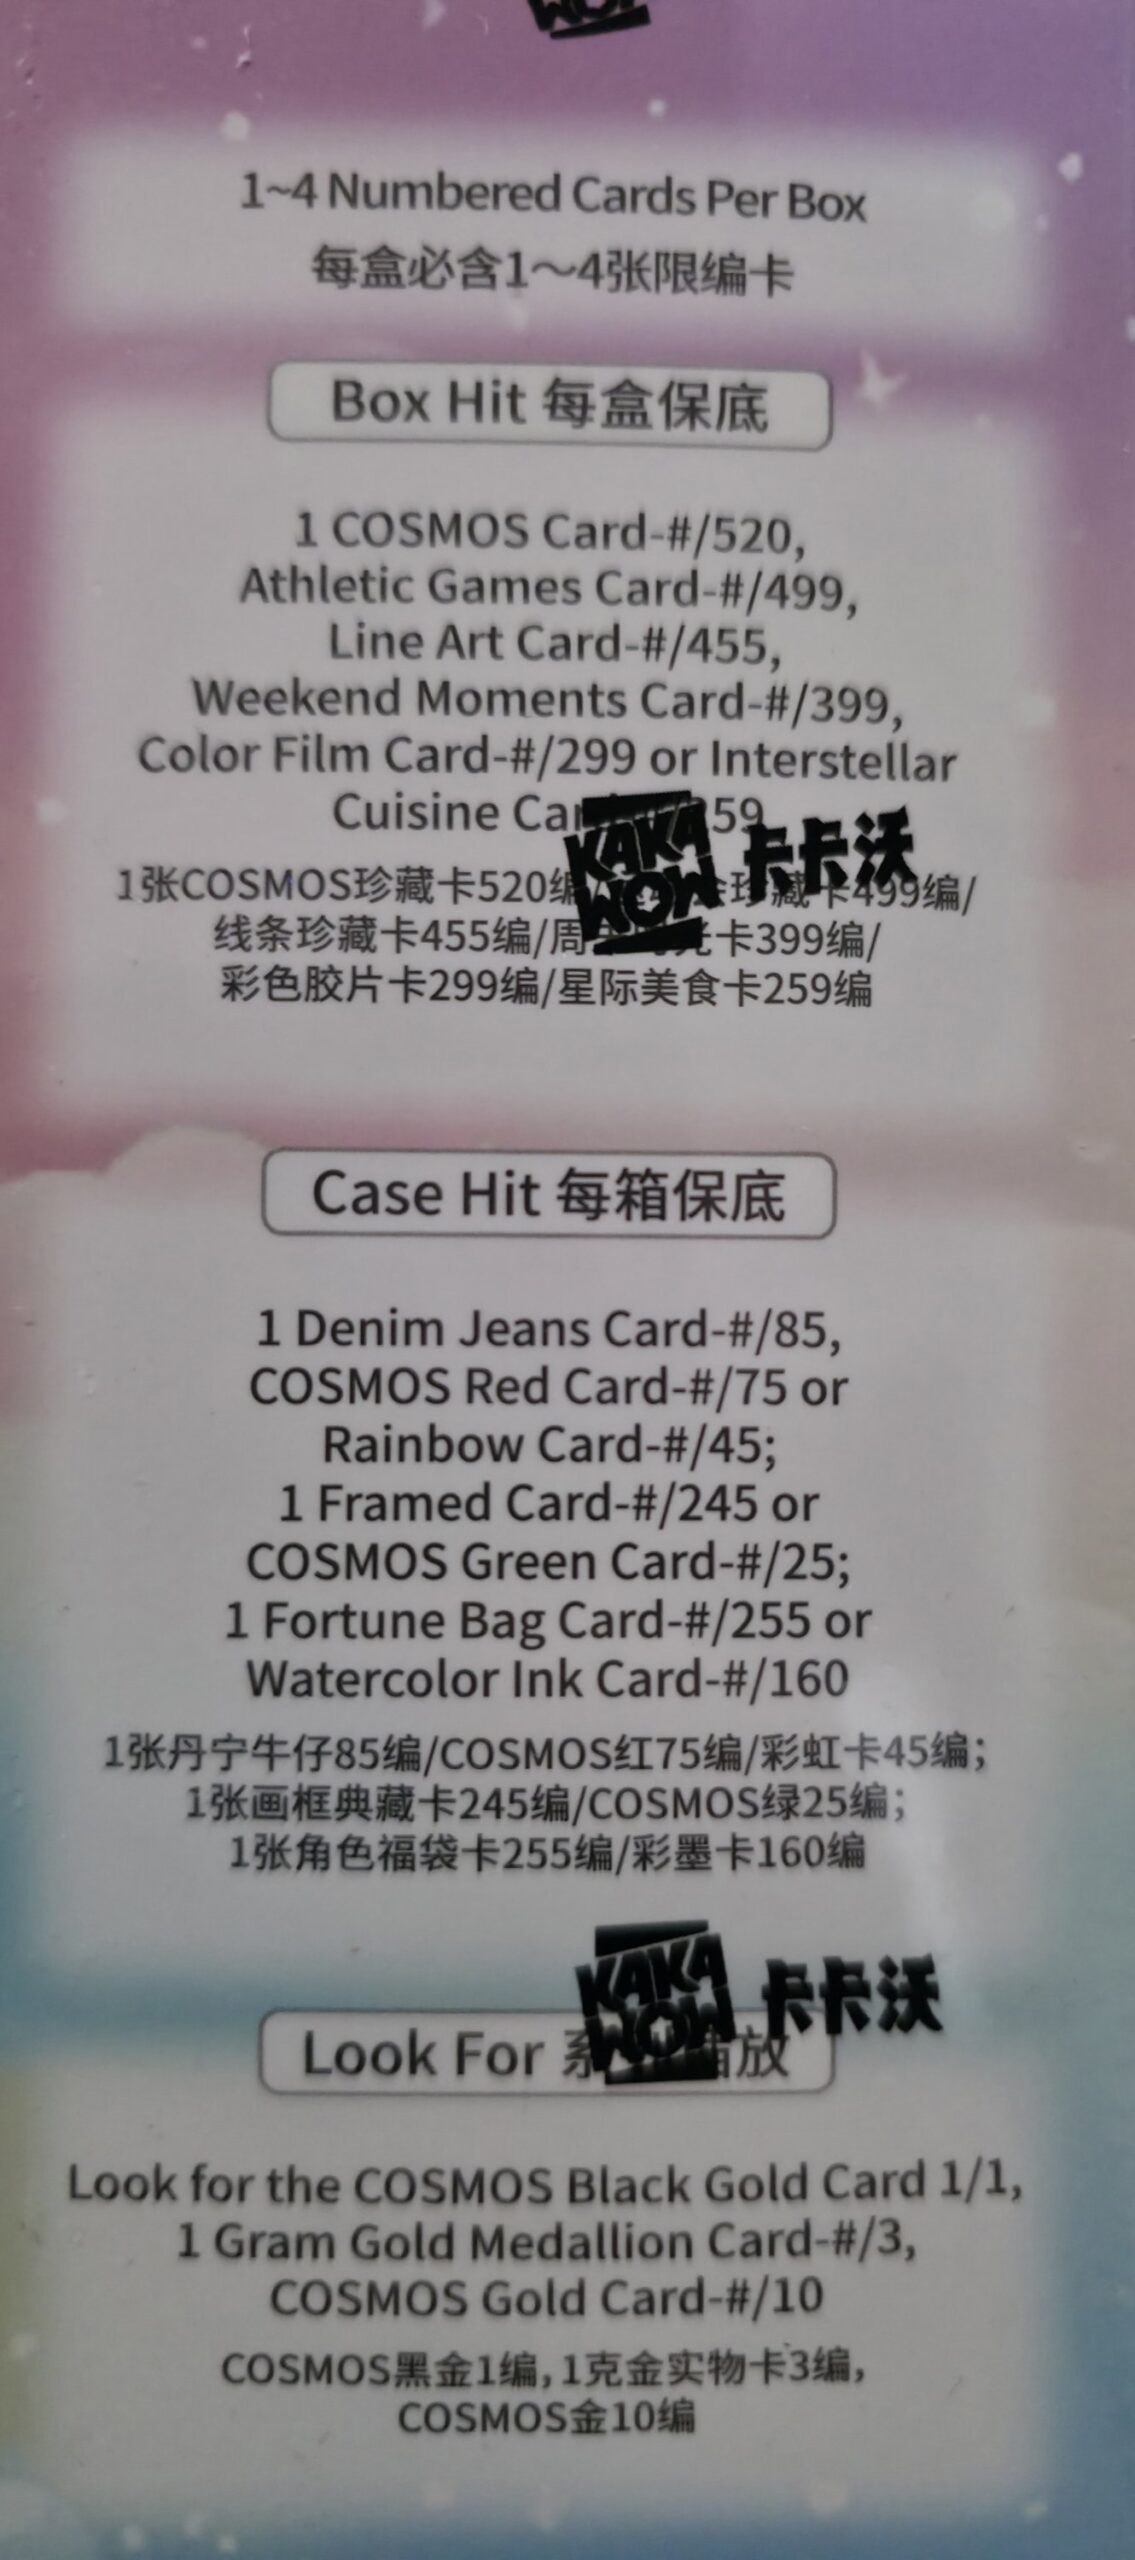 WOW
1~4 Numbered Cards Per Box
每盒必含1～4张限编卡
Box Hit 每盒保底
1 COSMOS Card-#/520,
Athletic Games Card-#/499,
Line Art Card-#/455,
Weekend Moments Card-#/399,
Color Film Card-#/299 or Interstellar
Cuisine 59
KAKA WOW 卡卡沃
1张COSMOS珍藏卡520编 珍藏卡499编/
线条珍藏卡455编/周 卡399编/
彩色胶片卡299编/星际美食卡259编
Case Hit 每箱保底
1 Denim Jeans Card-#/85,
COSMOS Red Card-#/75 or
Rainbow Card-#/45;
1 Framed Card-#/245 or
COSMOS Green Card-#/25;
1 Fortune Bag Card-#/255 or
Watercolor Ink Card-#/160
1张丹宁牛仔85编/COSMOS红75编/彩虹卡45编；
1张画框典藏卡245编/COSMOS绿25编；
1张角色福袋卡255编/彩墨卡160编
KAKA WOW 卡卡沃
Look For 放
Look for the COSMOS Black Gold Card 1/1,
1 Gram Gold Medallion Card-#/3,
COSMOS Gold Card-#/10
COSMOS黑金1编，1克金实物卡3编，
COSMOS金10编